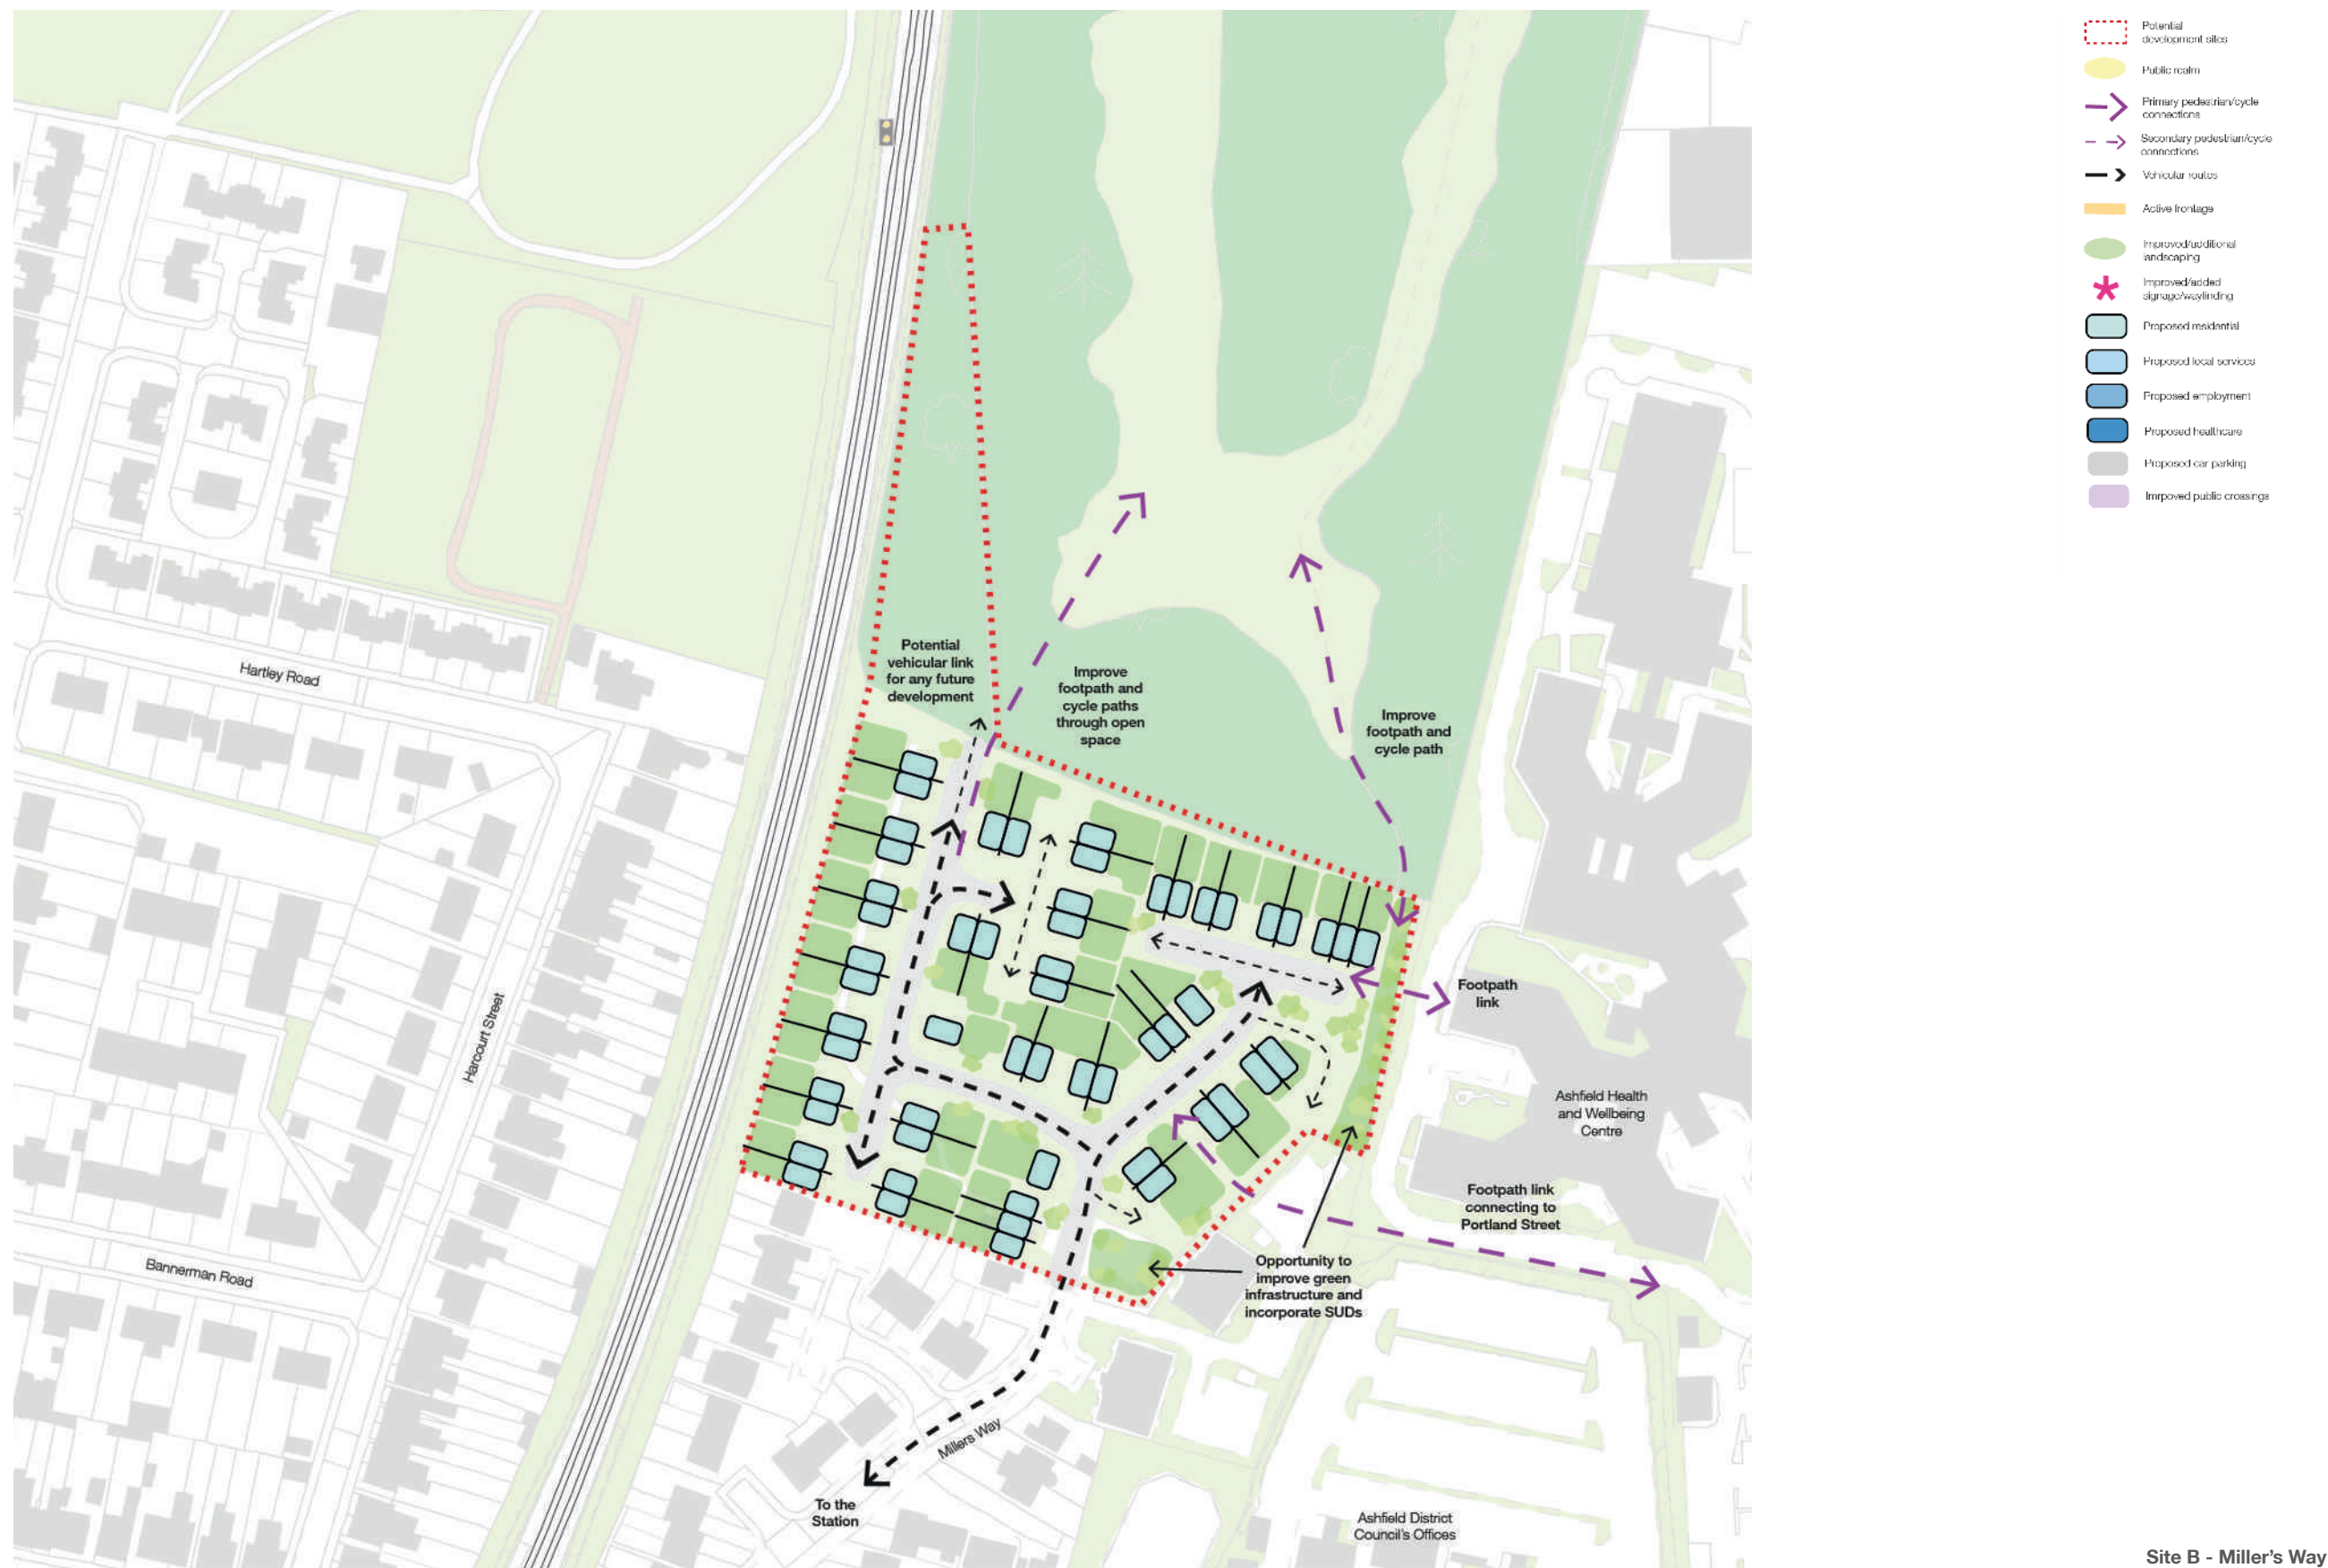 Potential
development sites
Public realm
Primary pedestrian/cycle
connections
Secondary pedestrian/cycle
connections
Vehicular routes
Active frontage
Improved/additional
landscaping
Improved/added
signage/wayfinding
Proposed residential
Proposed local services
Proposed employment
Proposed healthcare
Proposed car parking
Imrpoved public crossings
2
Hartley Road
Potential
vehicular link
for any future
development
Improve
footpath and
cycle paths
through open
space
Improve
footpath and
cycle path
Harcourt Street
Footpath
link
Ashfield Health
and Wellbeing
Centre
Footpath link
connecting to
Portland Street
Bannerman Road
Opportunity to
improve green
infrastructure and
incorporate SUDs
Millers Way
To the
Station
Ashfield District
Council's Offices
Site B - Miller's Way